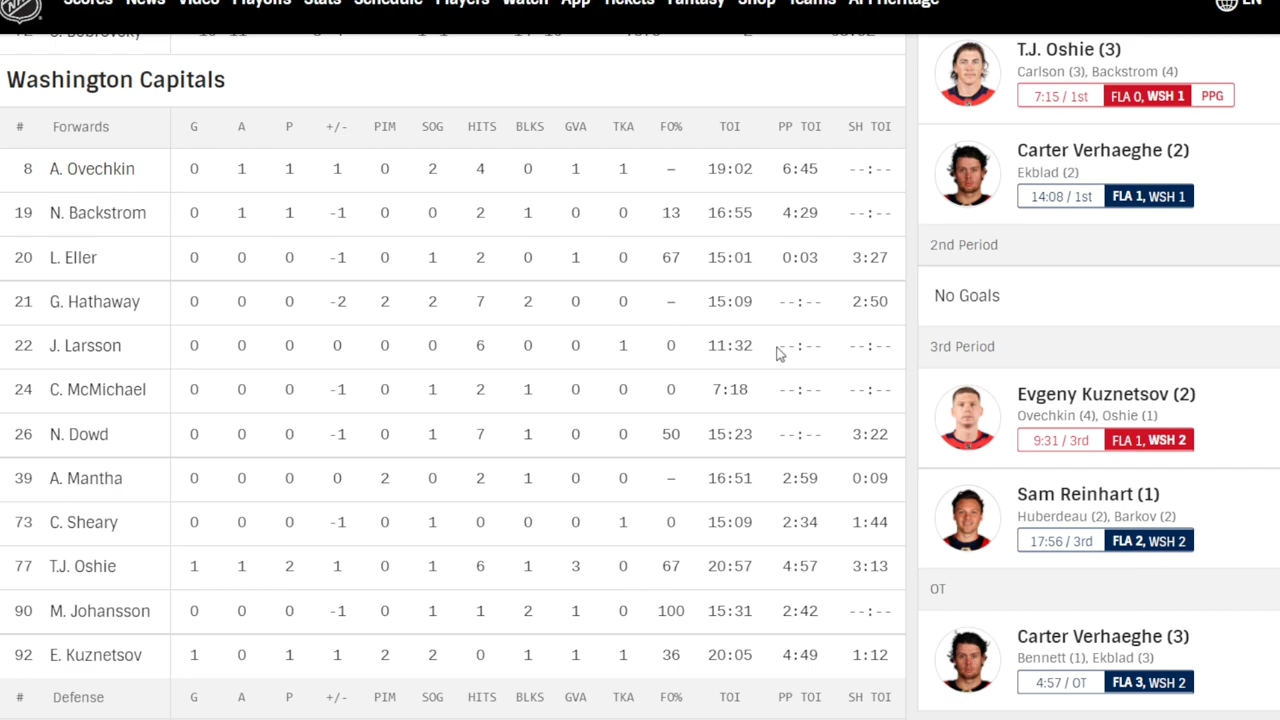 Scores News Video Playoffs Stats Schedule Players Watch App Tickets Fantasy Shop Teams API Heritage EN
Washington Capitals
# Forwards G A P +/- PIM SOG HITS BLKS GVA TKA FO% TOI PP TOI SH TOI
8 A. Ovechkin 0 1 1 1 0 2 4 0 1 1 – 19:02 6:45 --:--
19 N. Backstrom 0 1 1 -1 0 0 2 1 0 0 13 16:55 4:29 --:--
20 L. Eller 0 0 0 -1 0 1 2 0 1 0 67 15:01 0:03 3:27
21 G. Hathaway 0 0 0 -2 2 2 7 2 0 0 – 15:09 --:-- 2:50
22 J. Larsson 0 0 0 0 0 0 6 0 0 1 0 11:32 --:-- --:--
24 C. McMichael 0 0 0 -1 0 1 2 1 0 0 0 7:18 --:-- --:--
26 N. Dowd 0 0 0 -1 0 1 7 1 0 0 50 15:23 --:-- 3:22
39 A. Mantha 0 0 0 0 2 0 2 1 0 0 – 16:51 2:59 0:09
73 C. Sheary 0 0 0 -1 0 1 0 0 0 1 0 15:09 2:34 1:44
77 T.J. Oshie 1 1 2 1 0 1 6 1 3 0 67 20:57 4:57 3:13
90 M. Johansson 0 0 0 -1 0 1 1 2 1 0 100 15:31 2:42 --:--
92 E. Kuznetsov 1 0 1 1 2 2 0 1 1 1 36 20:05 4:49 1:12
# Defense G A P +/- PIM SOG HITS BLKS GVA TKA FO% TOI PP TOI SH TOI
T.J. Oshie (3)
Carlson (3), Backstrom (4)
7:15 / 1st FLA 0, WSH 1 PPG
Carter Verhaeghe (2)
Ekblad (2)
14:08 / 1st FLA 1, WSH 1
2nd Period
No Goals
3rd Period
Evgeny Kuznetsov (2)
Ovechkin (4), Oshie (1)
9:31 / 3rd FLA 1, WSH 2
Sam Reinhart (1)
Huberdeau (2), Barkov (2)
17:56 / 3rd FLA 2, WSH 2
OT
Carter Verhaeghe (3)
Bennett (1), Ekblad (3)
4:57 / OT FLA 3, WSH 2